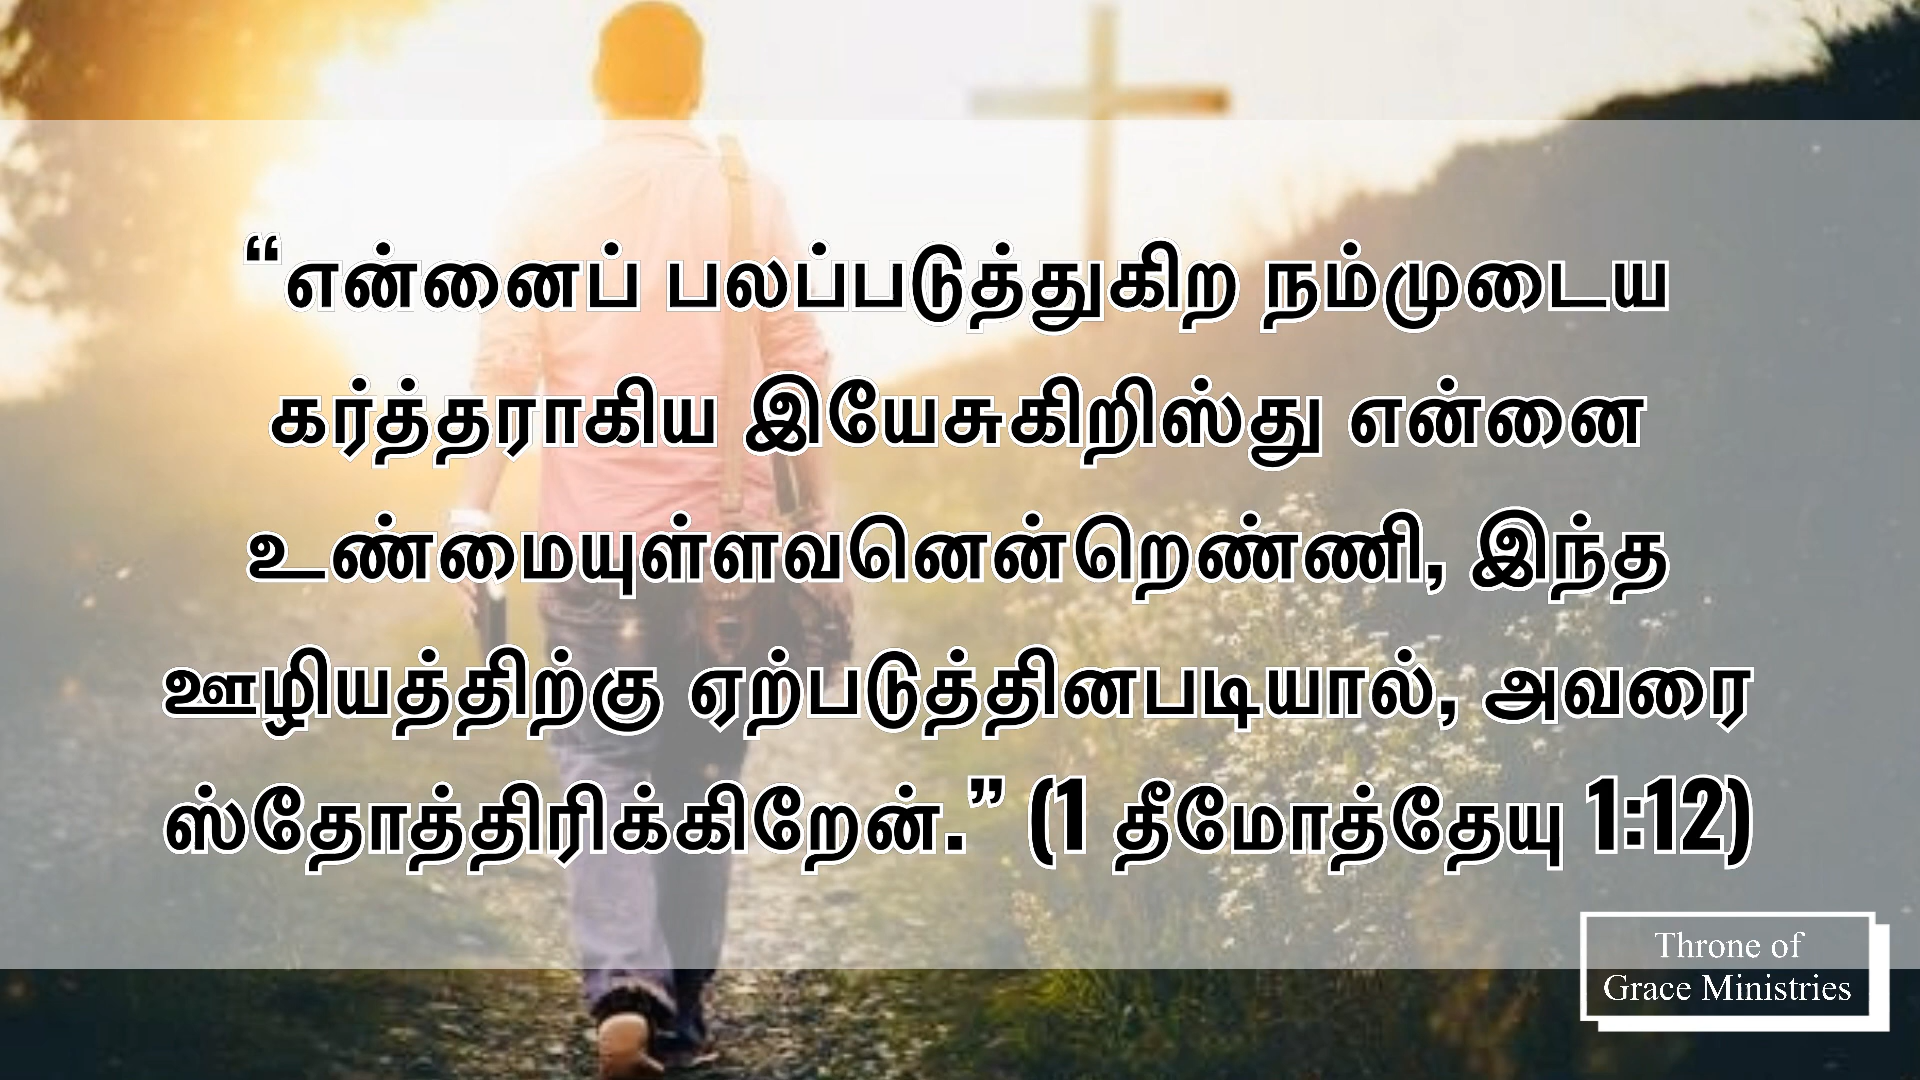 “என்னைப் பலப்படுத்துகிற நம்முடைய
கர்த்தராகிய இயேசுகிறிஸ்து என்னை
உண்மையுள்ளவனென்றெண்ணி, இந்த
ஊழியத்திற்கு ஏற்படுத்தினபடியால், அவரை
ஸ்தோத்திரிக்கிறேன்.” (1 தீமோத்தேயு 1:12)
Throne of
Grace Ministries